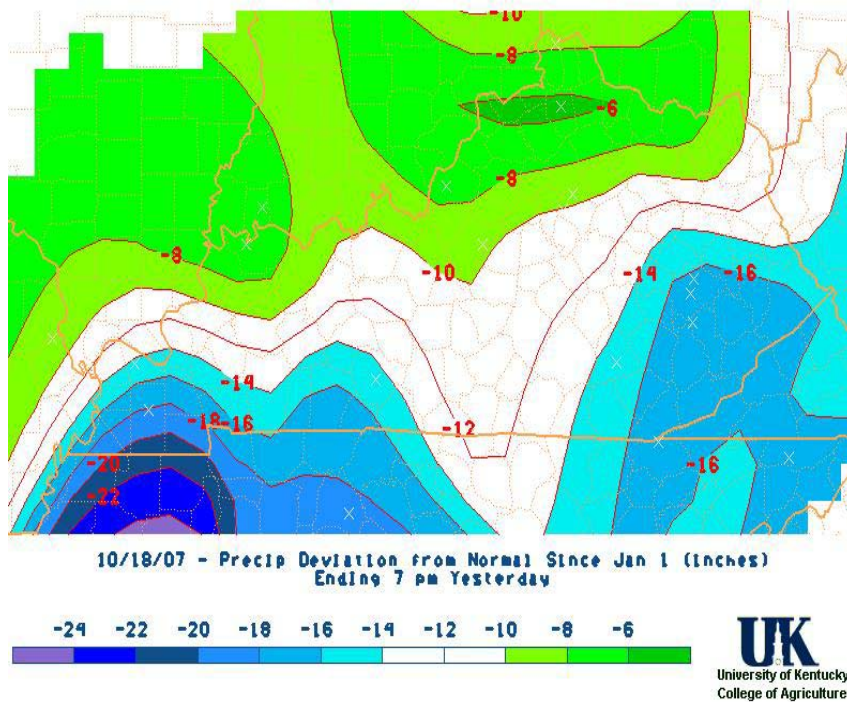 -10
-8
-6
-8
-8
-10
-14
-16
-14
-18
-16
-12
-20
-16
-22
10/18/07 - Precip Deviation from Normal Since Jan 1 (inches)
Ending 7 pm Yesterday
-24 -22 -20 -18 -16 -14 -12 -10 -8 -6
UK
University of Kentucky
College of Agriculture